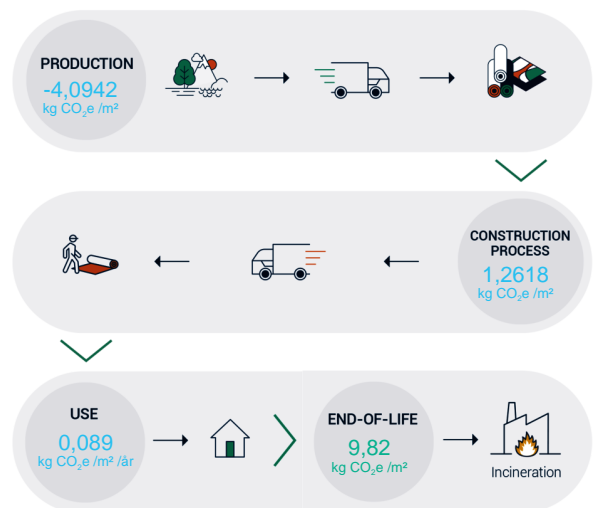 PRODUCTION
-4,0942
kg CO₂e /m²
CONSTRUCTION
PROCESS
1,2618
kg CO₂e /m²
USE
0,089
kg CO₂e /m² /år
END-OF-LIFE
9,82
kg CO₂e /m²
Incineration